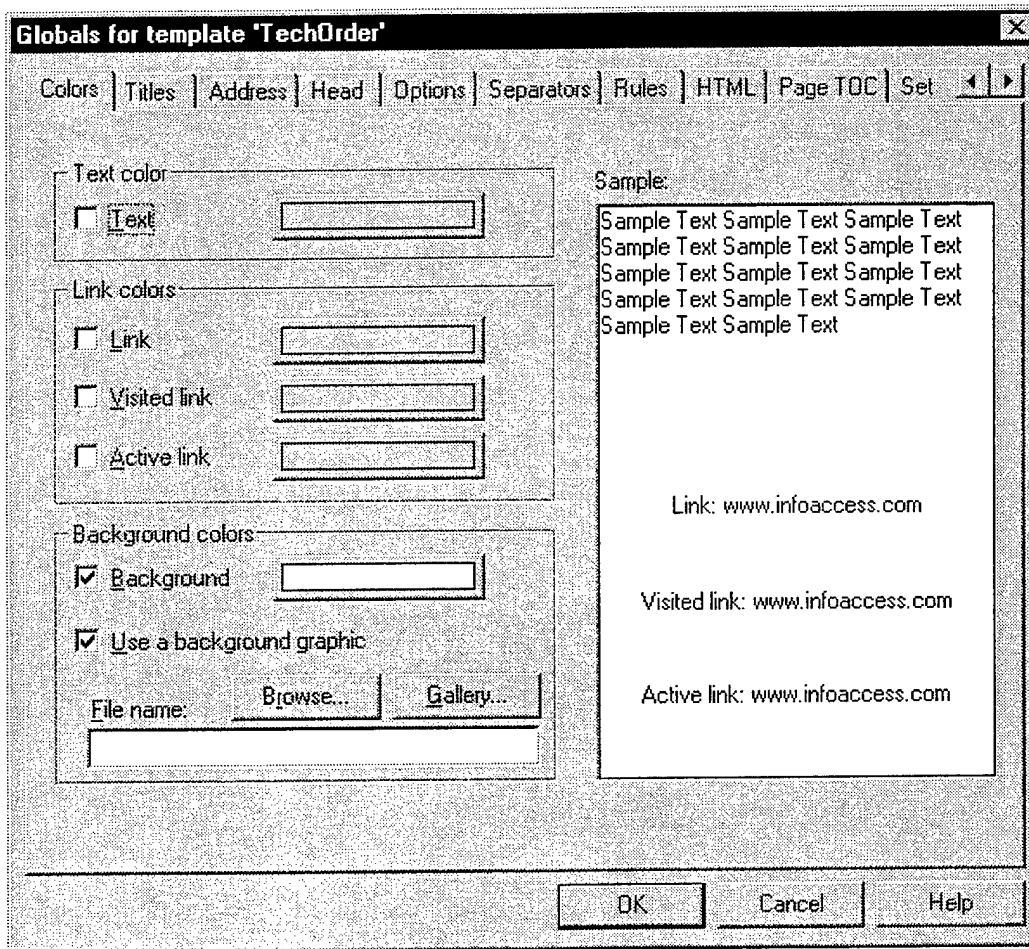 Globals for template 'TechOrder'
Colors Titles Address Head Options Separators Rules HTML Page TOC Set
Text color
Text
Link colors
Link
Visited link
Active link
Background colors
Background
Use a background graphic
File name: Browse... Gallery...
Sample:
Sample Text Sample Text Sample Text
Sample Text Sample Text Sample Text
Sample Text Sample Text Sample Text
Sample Text Sample Text Sample Text
Sample Text Sample Text
Link: www.infoaccess.com
Visited link: www.infoaccess.com
Active link: www.infoaccess.com
OK Cancel Help